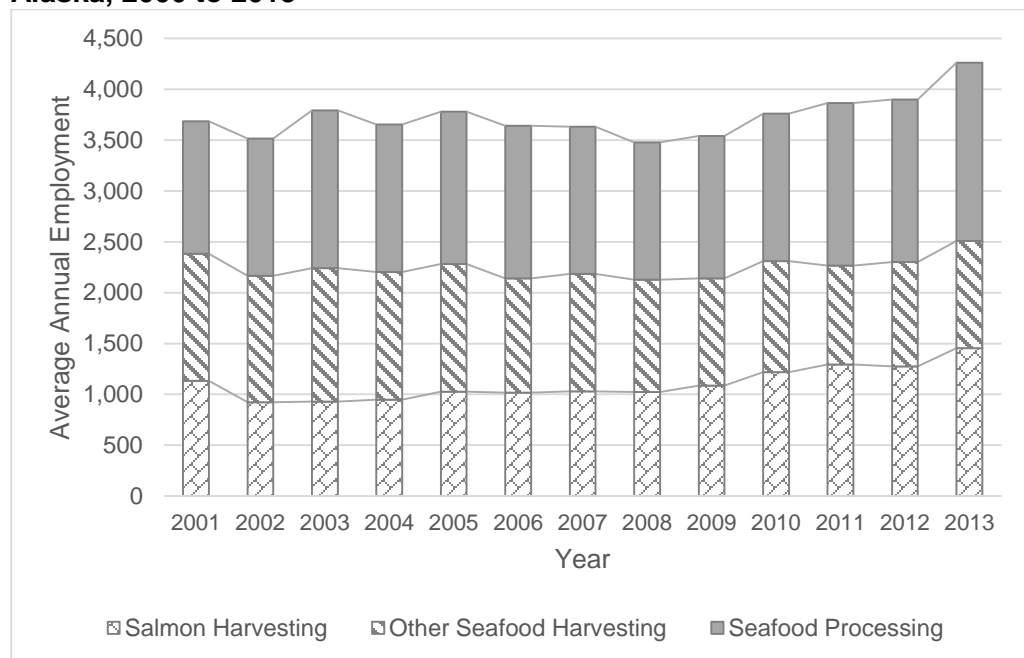 Alaska, to
4,500
4,000
3,500
3,000
2,500
2,000
1,500
1,000
500
0
Average Annual Employment
2001 2002 2003 2004 2005 2006 2007 2008 2009 2010 2011 2012 2013
Year
Salmon Harvesting Other Seafood Harvesting Seafood Processing